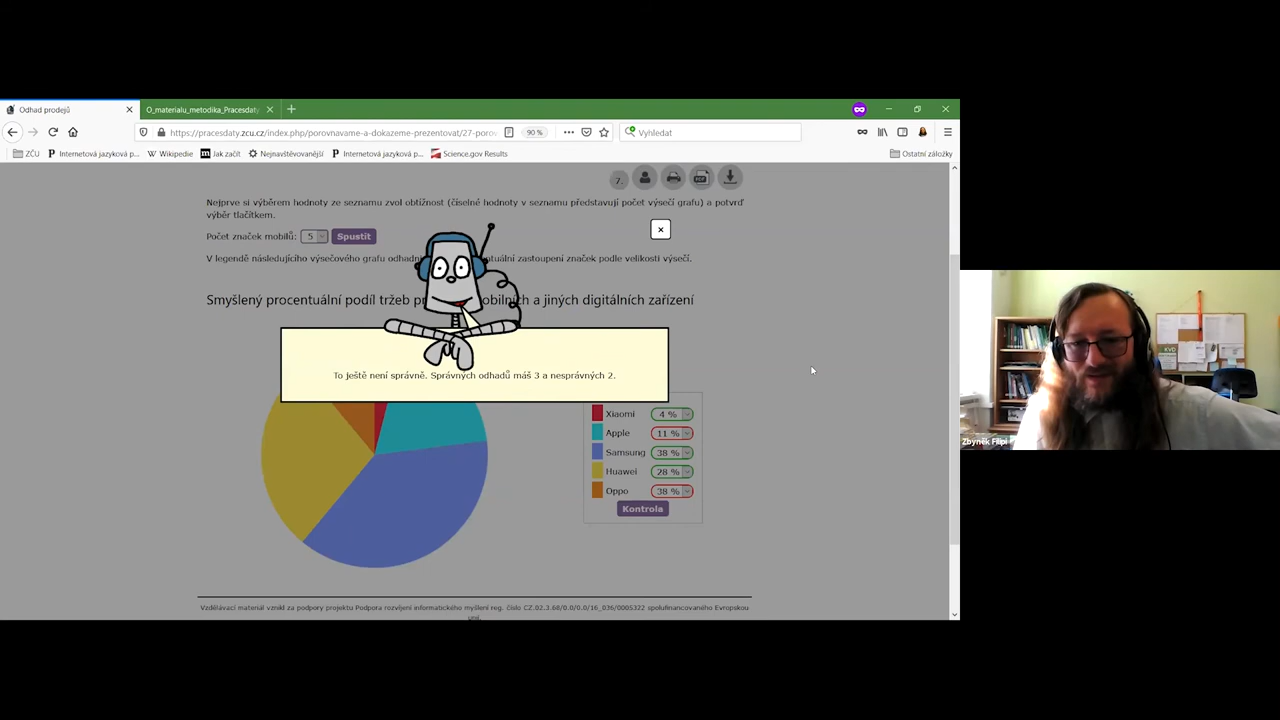 Odhad prodejů
O_materialu_metodika_Pracesdaty
https://pracesdaty.zcu.cz/index.php/porovnavame-a-dokazeme-prezentovat/27-porov
90 %
Vyhledat
ZČU
Internetová jazyková p...
Wikipedie
Jak začít
Nejnavštěvovanější
Internetová jazyková p...
Science.gov Results
Ostatní záložky
7.
PDF
Nejprve si výběrem hodnoty ze seznamu zvol obtížnost (číselné hodnoty v seznamu představují počet výsečí grafu) a potvrď
výběr tlačítkem.
Počet značek mobilů: 5 Spustit
V legendě následujícího výsečového grafu odhadn entuální zastoupení značek podle velikosti výsečí.
Smyšlený procentuální podíl tržeb pr obilních a jiných digitálních zařízení
To ještě není správně. Správných odhadů máš 3 a nesprávných 2.
Xiaomi 4 %
Apple 11 %
Samsung 38 %
Huawei 28 %
Oppo 38 %
Kontrola
Vzdělávací materiál vznikl za podpory projektu Podpora rozvíjení informatického myšlení reg. číslo CZ.02.3.68/0.0/0.0/16_036/0005322 spolufinancovaného Evropskou
unií.
KVD
Zbyněk Filipi